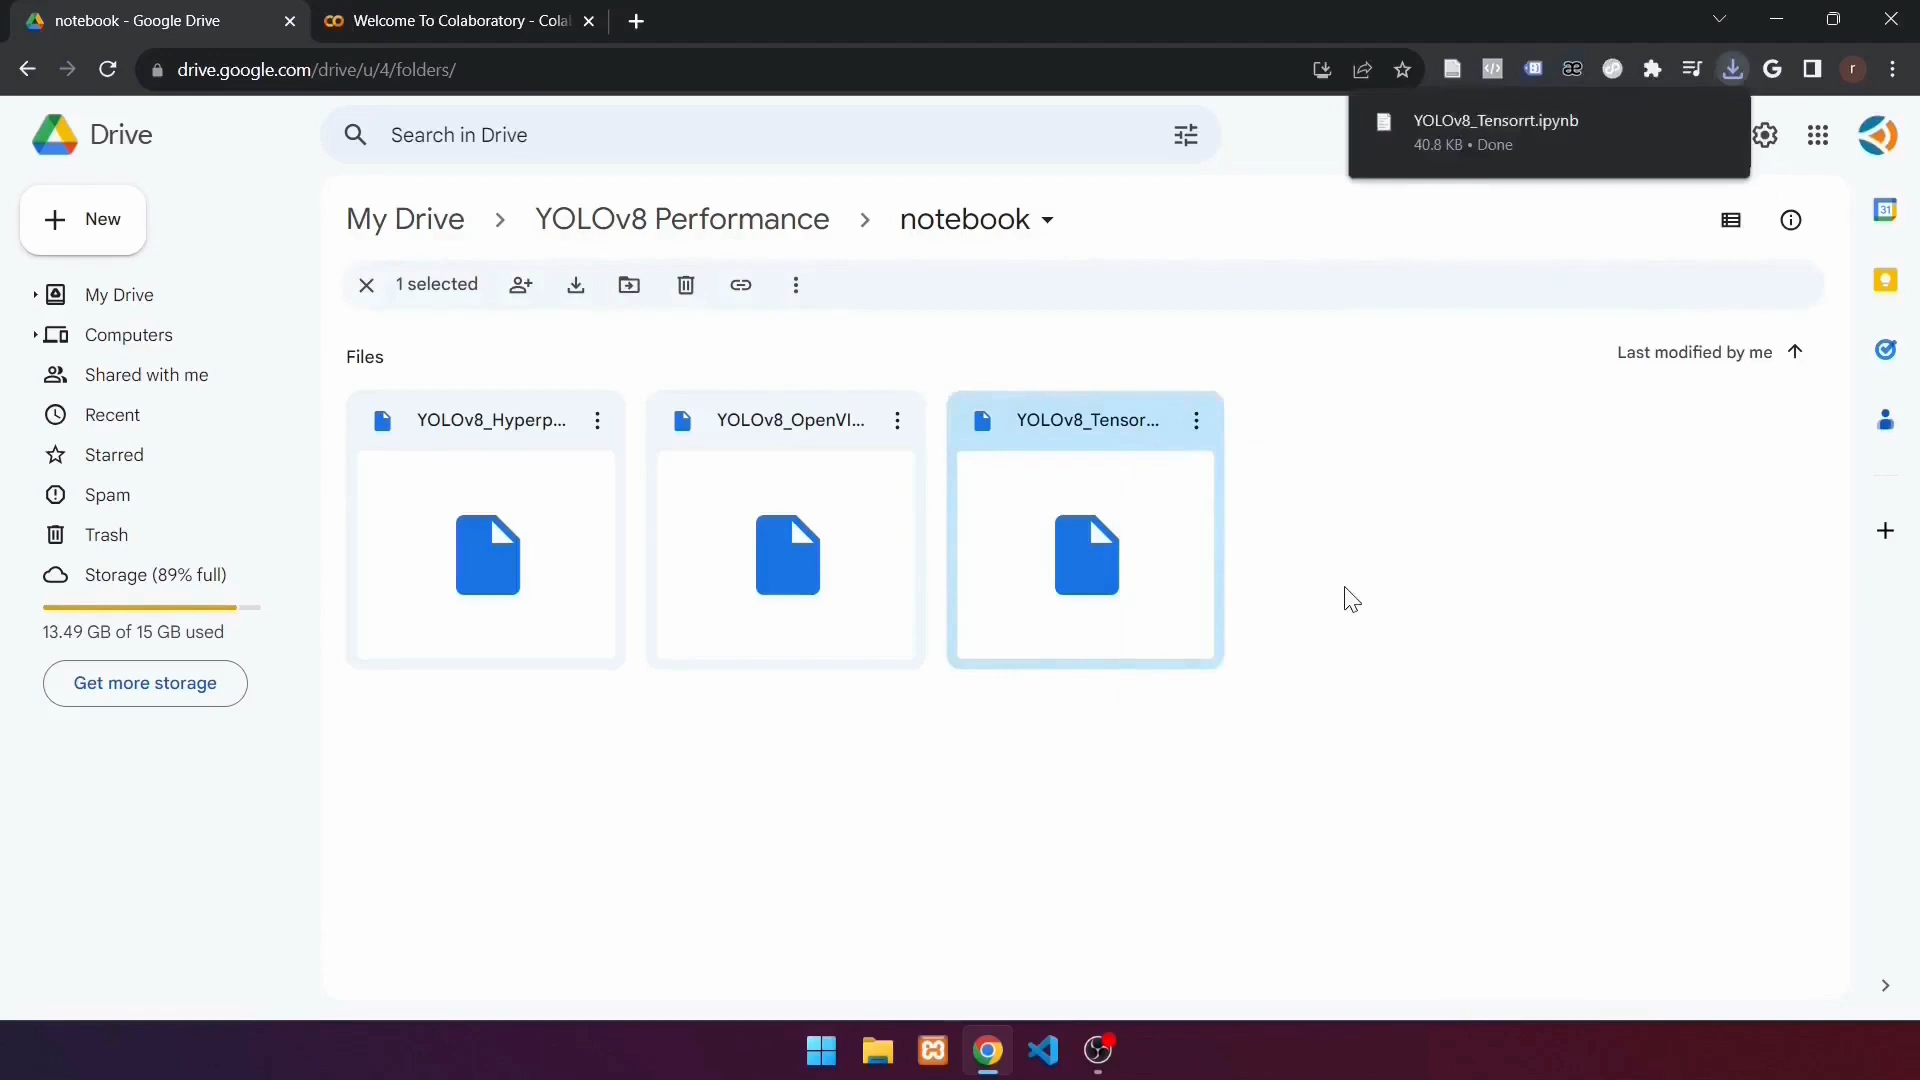 notebook - Google Drive
Welcome To Colaboratory - Cola
drive.google.com/drive/u/4/folders/
r
YOLOv8_Tensorrt.ipynb
40.8 KB • Done
Drive
Search in Drive
New
My Drive > YOLOv8 Performance > notebook
31
1 selected
My Drive
Computers
Shared with me
Recent
Starred
Spam
Trash
Storage (89% full)
13.49 GB of 15 GB used
Get more storage
Files
Last modified by me
YOLOv8_Hyperp...
YOLOv8_OpenVI...
YOLOv8_Tensor...